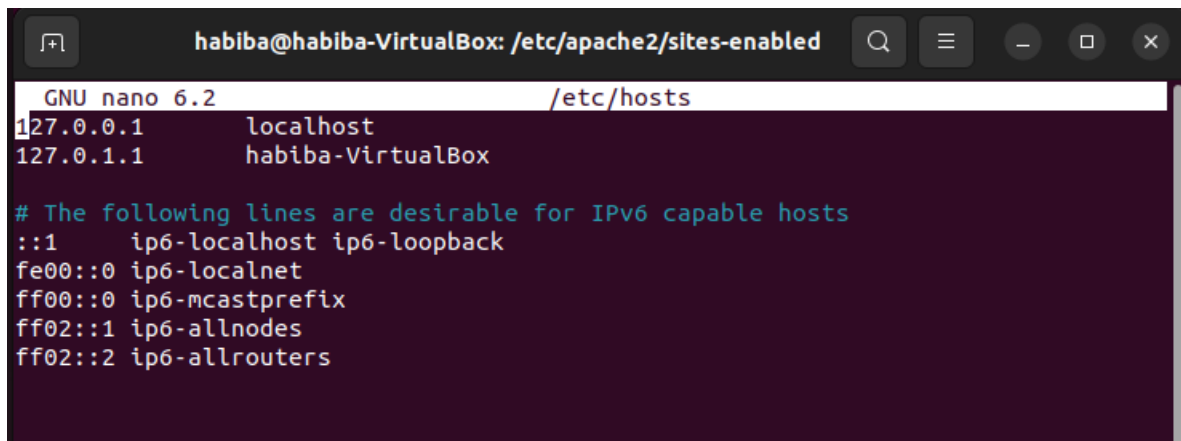 habiba@habiba-VirtualBox: /etc/apache2/sites-enabled
GNU nano 6.2 /etc/hosts
127.0.0.1 localhost
127.0.1.1 habiba-VirtualBox
# The following lines are desirable for IPv6 capable hosts
::1 ip6-localhost ip6-loopback
fe00::0 ip6-localnet
ff00::0 ip6-mcastprefix
ff02::1 ip6-allnodes
ff02::2 ip6-allrouters